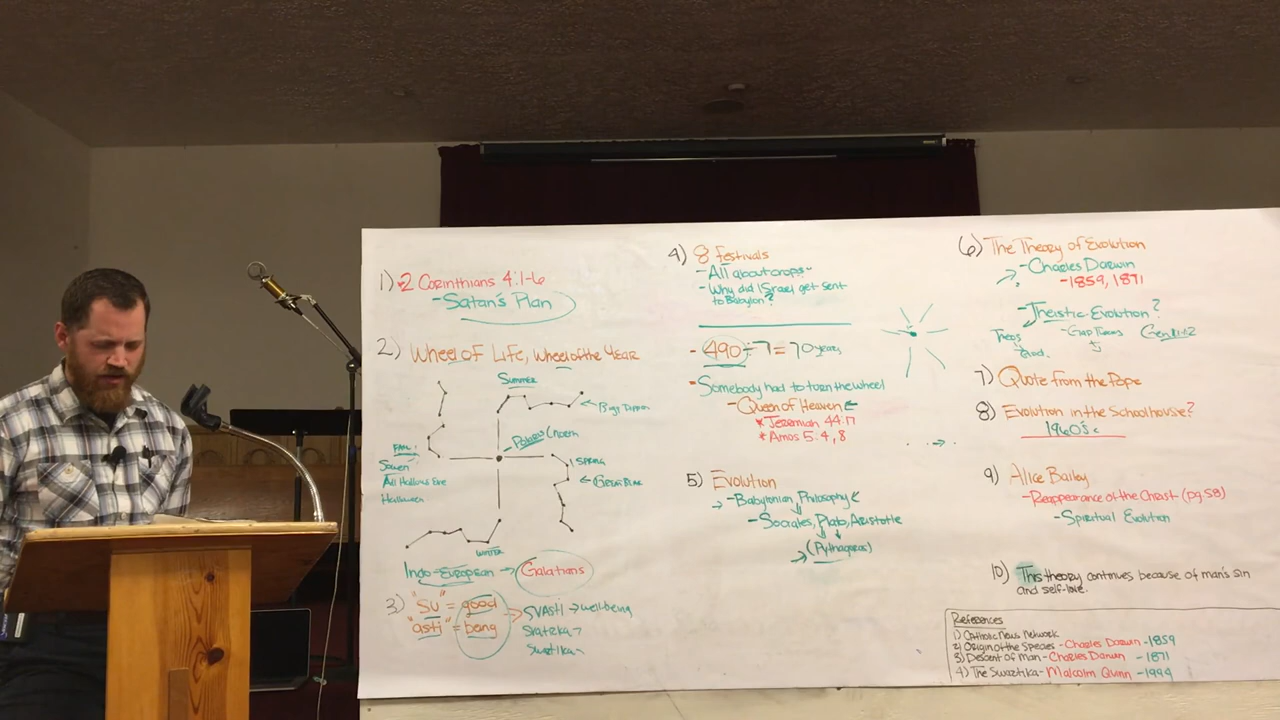 1) 2 Corinthians 4:1-6
- Satan's Plan
2) Wheel of Life, Wheel of the Year
Summer
Bigg Dipper
Polaris (north
Fall
Sowen
All Hallows Eve
Halloween
Spring
Winter
Indo-European → Galatians
3) "Su" = good
"asti" = being
SVASTi → wellbeing
Svastika
Swastika
4) 8 festivals
- All about crops
- Why did ISrael get sent
to Babylon?
- 490 ÷ 7 = 70 years
- Somebody had to turn the wheel
- Queen of Heaven
* Jeremiah 44:17
* Amos 5:4,8
5) Evolution
→ - Babylonian Philosophy
- Socrates, Plato, Aristotle
(Pythagoras)
6) The Theory of Evolution
- Charles Darwin
- 1859, 1871
- Theistic-Evolution?
Theos
God.
- Gap Theory
Gen 1:1-2
7) Quote from the Pope
8) Evolution in the Schoolhouse?
1960's
9) Alice Bailey
- Reappearance of the Christ (pg.58)
- Spiritual Evolution
10) This theory continues because of man's sin
and self-love.
References
1) Catholic News Network
2) Origin of the Species - Charles Darwin - 1859
3) Descent of Man - Charles Darwin - 1871
4) The Swaztika - Malcolm Quinn - 1994